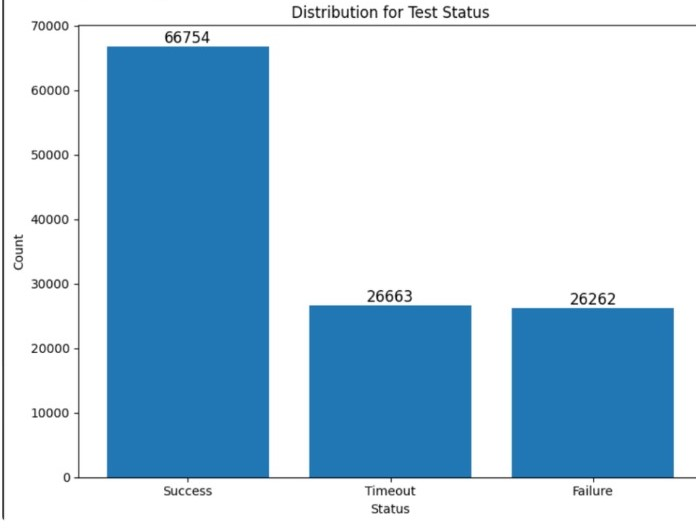 Distribution for Test Status
70000
60000
50000
40000
30000
20000
10000
0
Count
66754
26663
26262
Success Timeout Failure
Status